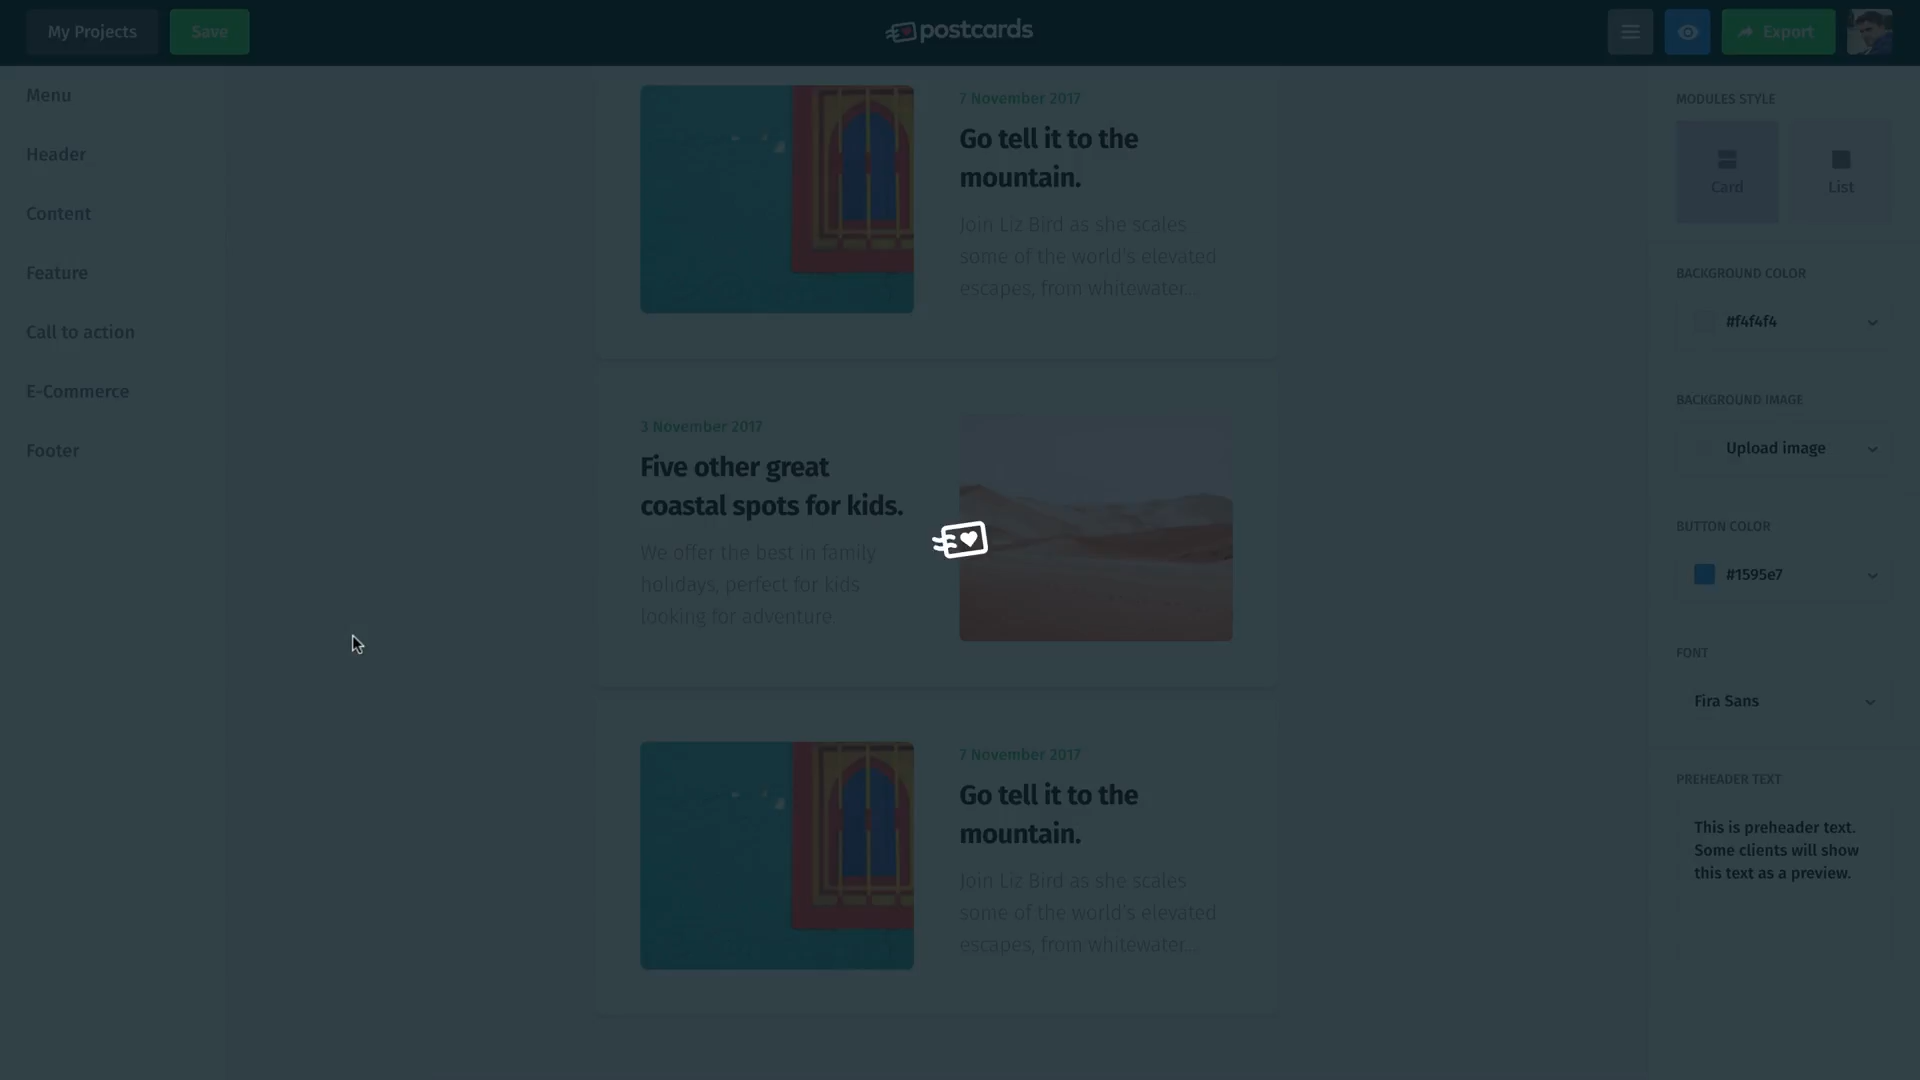 My Projects
Save
postcards
Export
Menu
Header
Content
Feature
Call to action
E-Commerce
Footer
7 November 2017
Go tell it to the
mountain.
Join Liz Bird as she scales
some of the world's elevated
escapes, from whitewater...
3 November 2017
Five other great
coastal spots for kids.
We offer the best in family
holidays, perfect for kids
looking for adventure.
7 November 2017
Go tell it to the
mountain.
Join Liz Bird as she scales
some of the world's elevated
escapes, from whitewater...
MODULES STYLE
Card
List
BACKGROUND COLOR
#f4f4f4
BACKGROUND IMAGE
Upload image
BUTTON COLOR
#1595e7
FONT
Fira Sans
PREHEADER TEXT
This is preheader text.
Some clients will show
this text as a preview.